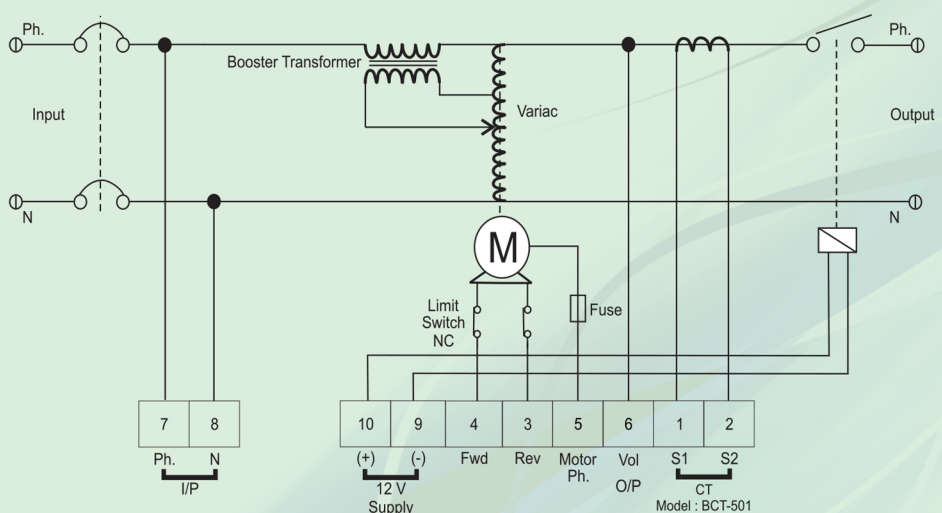 Ph.
Ph.
Booster Transformer
Variac
Input
Output
N
N
M
Limit
Switch
NC
Fuse
7 8 10 9 4 3 5 6 1 2
Ph. N (+) (-) Fwd Rev Motor Vol S1 S2
Ph.
I/P 12 V O/P CT
Supply Model : BCT-501